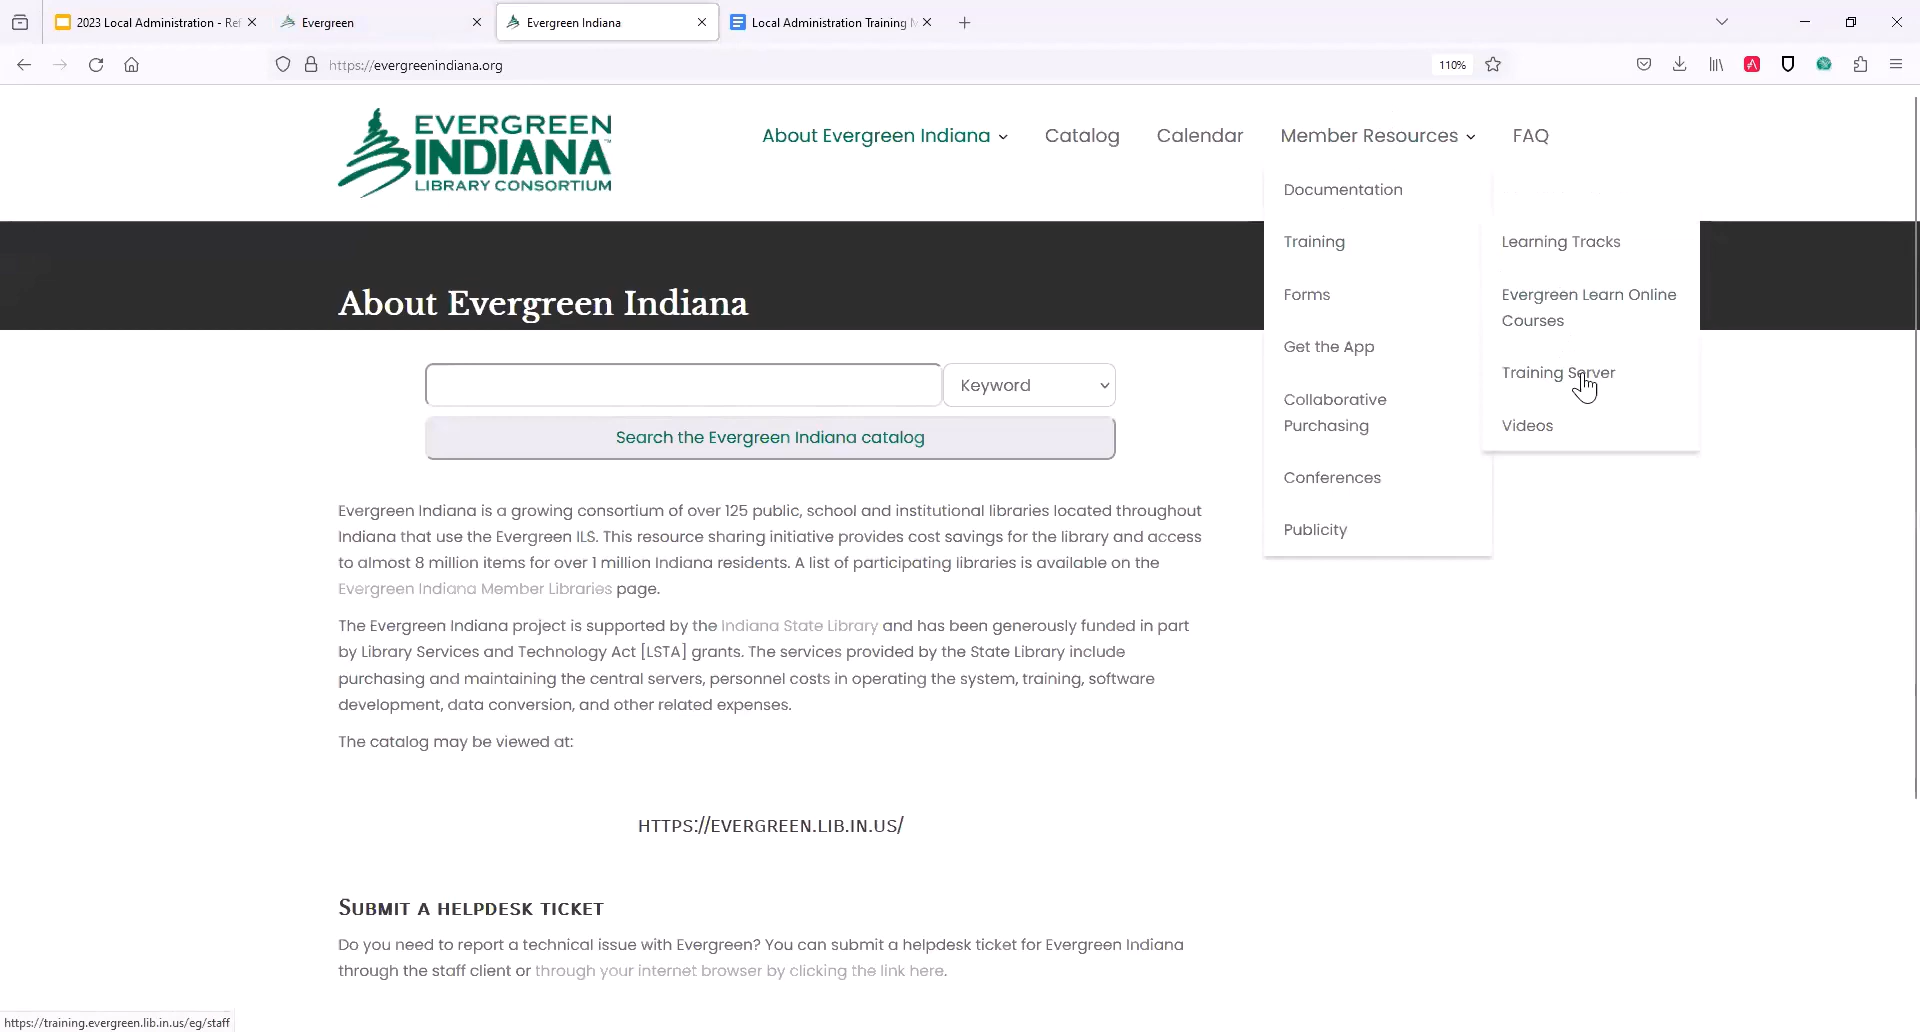 2023 Local Administration - Ref
Evergreen
Evergreen Indiana
Local Administration Training M
https://evergreenindiana.org
110%
EVERGREEN
INDIANA
LIBRARY CONSORTIUM
About Evergreen Indiana
Catalog
Calendar
Member Resources
FAQ
Documentation
Training
Forms
Get the App
Collaborative
Purchasing
Conferences
Publicity
Learning Tracks
Evergreen Learn Online
Courses
Training Server
Videos
About Evergreen Indiana
Keyword
Search the Evergreen Indiana catalog
Evergreen Indiana is a growing consortium of over 125 public, school and institutional libraries located throughout
Indiana that use the Evergreen ILS. This resource sharing initiative provides cost savings for the library and access
to almost 8 million items for over 1 million Indiana residents. A list of participating libraries is available on the
Evergreen Indiana Member Libraries page.
The Evergreen Indiana project is supported by the Indiana State Library and has been generously funded in part
by Library Services and Technology Act [LSTA] grants. The services provided by the State Library include
purchasing and maintaining the central servers, personnel costs in operating the system, training, software
development, data conversion, and other related expenses.
The catalog may be viewed at:
HTTPS://EVERGREEN.LIB.IN.US/
SUBMIT A HELPDESK TICKET
Do you need to report a technical issue with Evergreen? You can submit a helpdesk ticket for Evergreen Indiana
through the staff client or through your internet browser by clicking the link here.
https://training.evergreen.lib.in.us/eg/staff